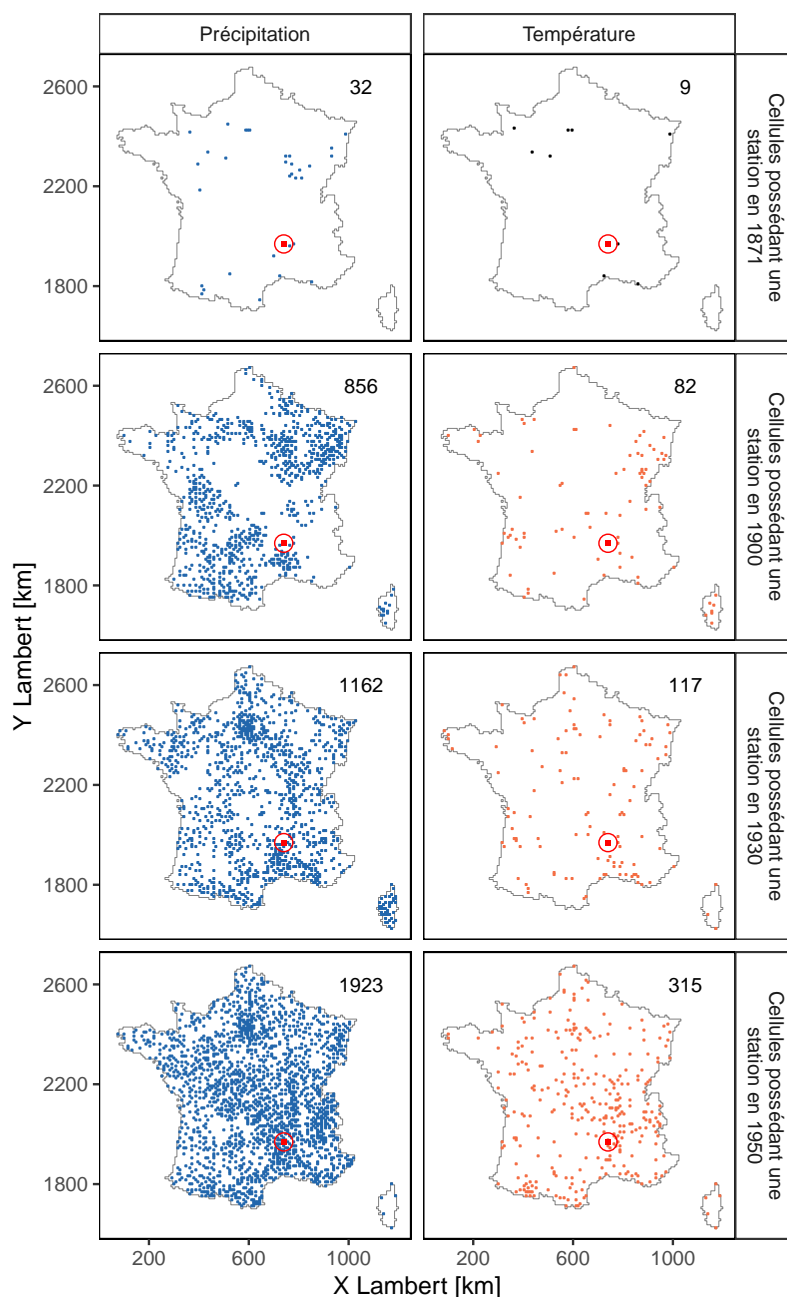 Précipitation
Température
2600
2200
1800
32
9
Cellules possédant une
station en 1871
2600
2200
1800
856
82
Cellules possédant une
station en 1900
Y Lambert [km]
2600
2200
1800
1162
117
Cellules possédant une
station en 1930
2600
2200
1800
1923
315
Cellules possédant une
station en 1950
200
600
1000
200
600
1000
X Lambert [km]